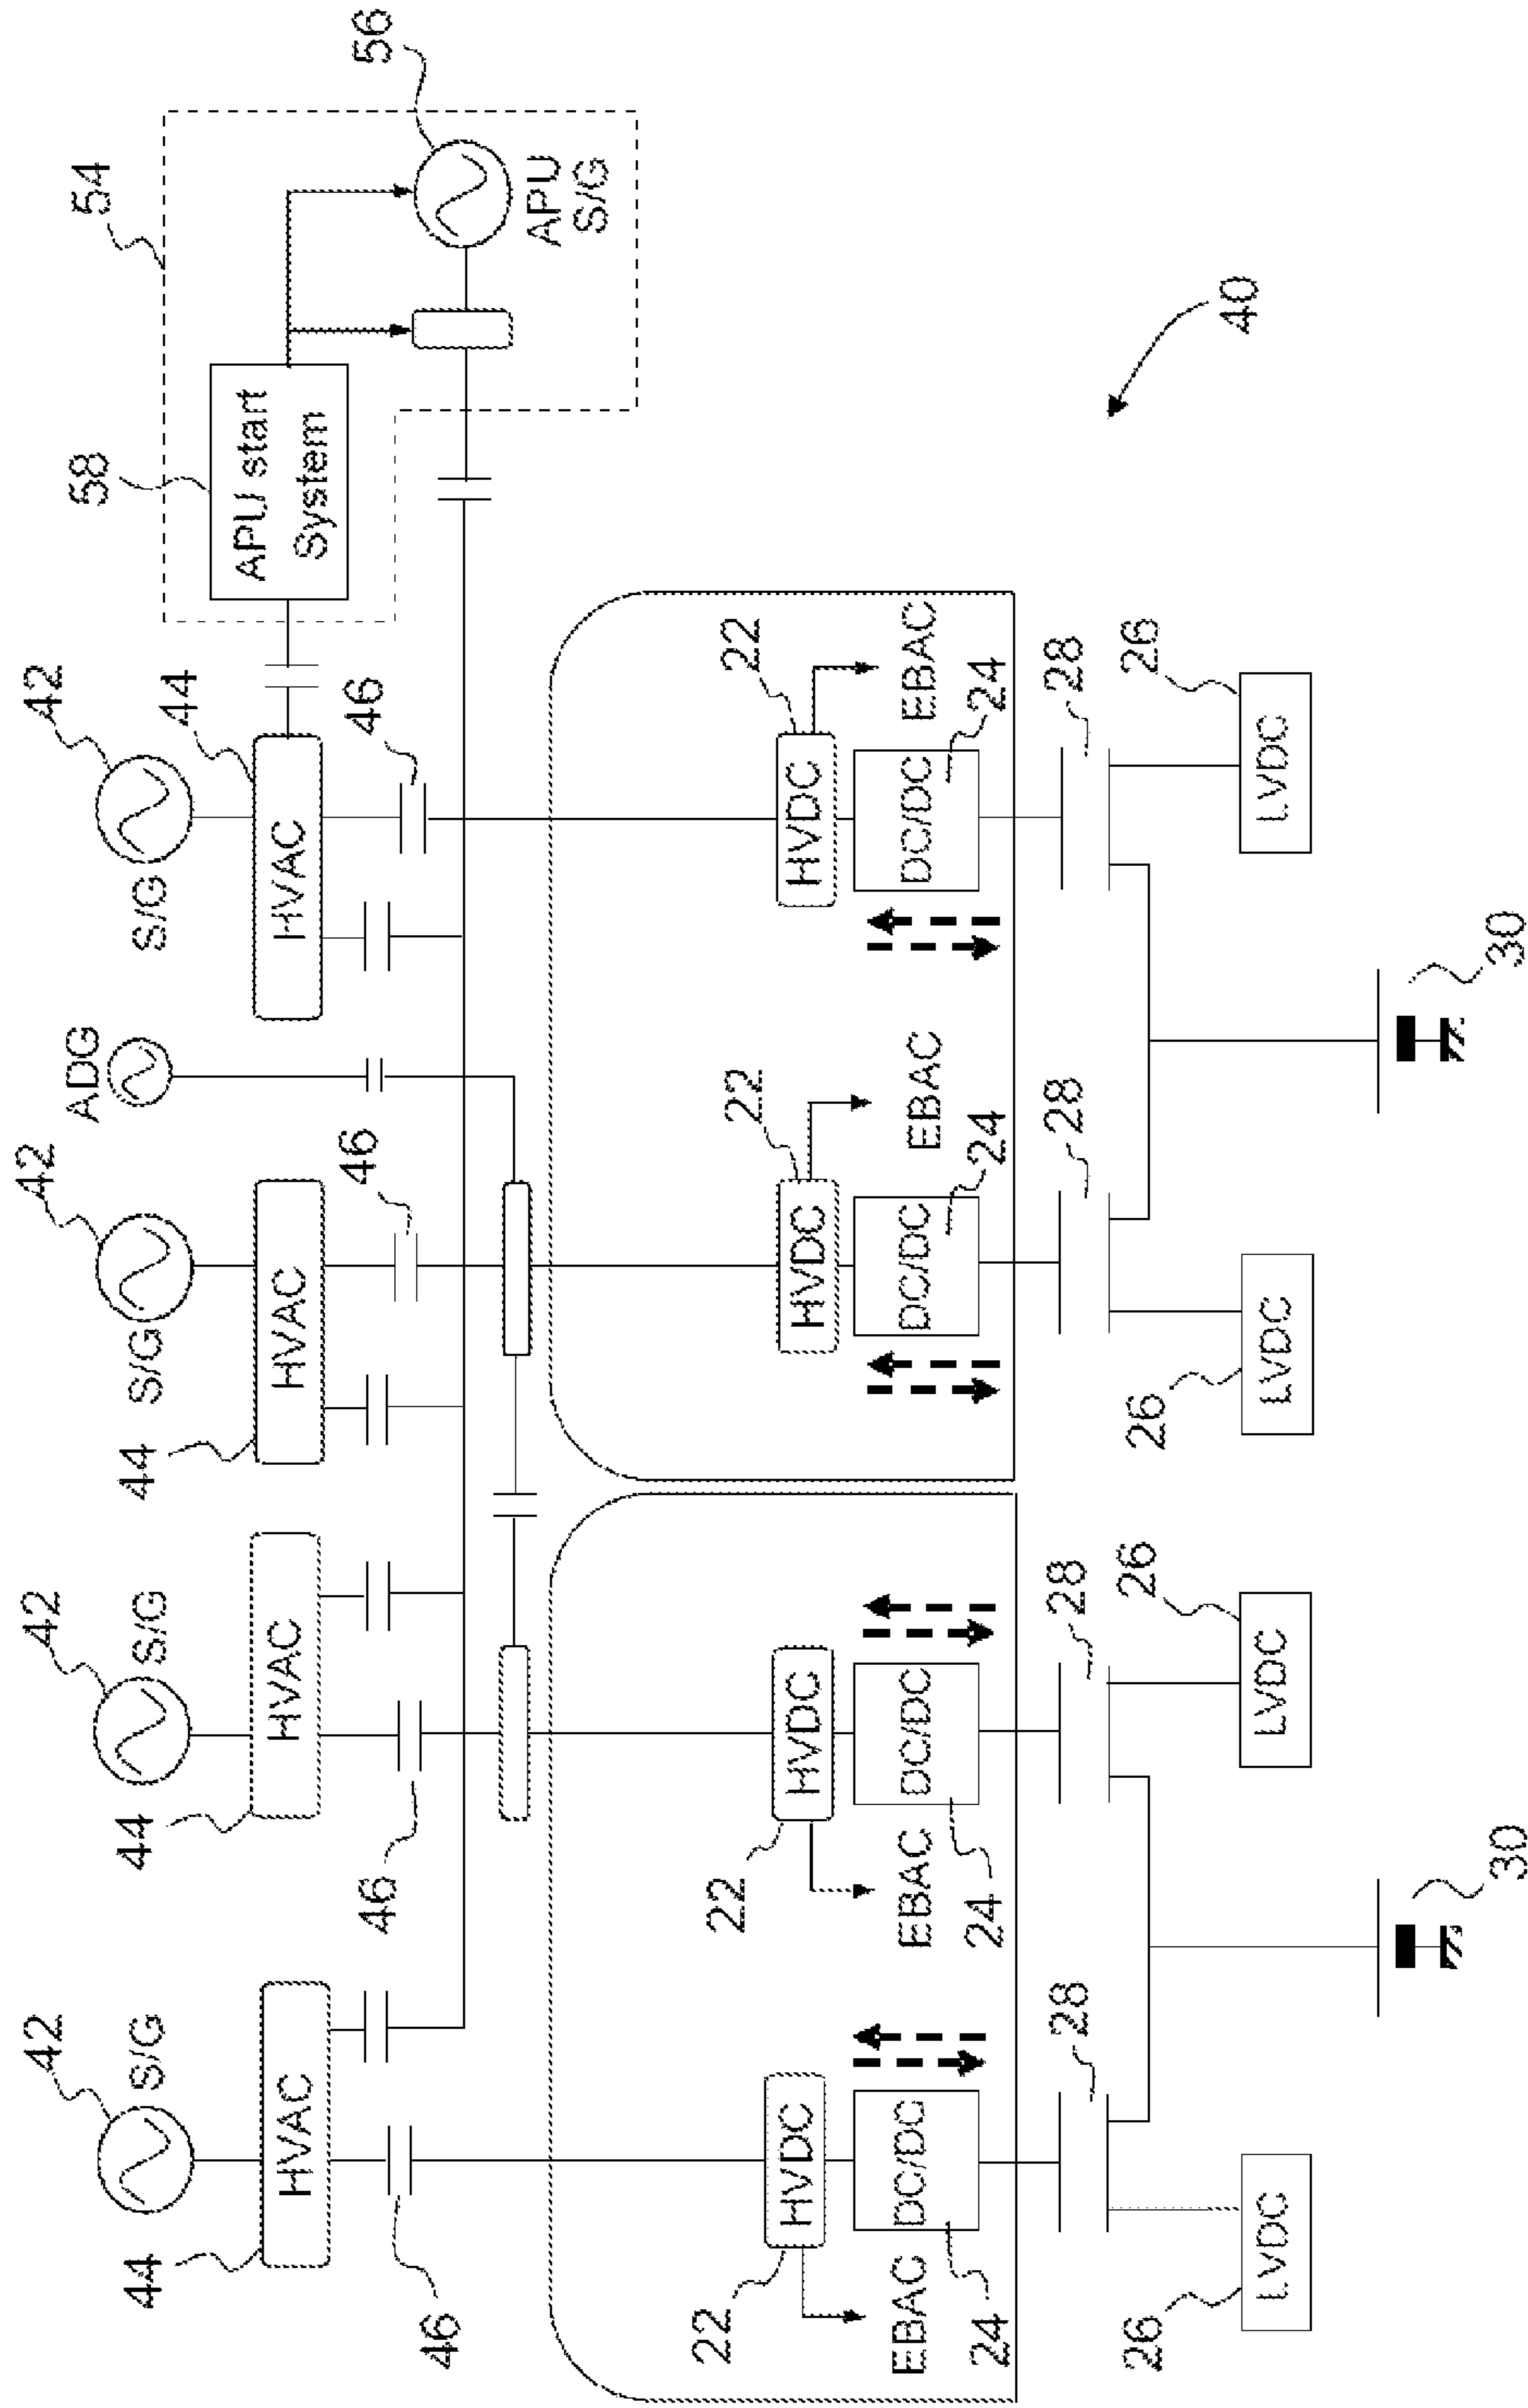 42
42
42
42
58
54
S/G
S/G
S/G
ADG
S/G
44
44
44
44
HVAC
HVAC
HVAC
HVAC
APU start
System
56
46
46
46
46
APU
S/G
22
22
22
22
HVDC
HVDC
HVDC
HVDC
EBAC
DC/DC
EBAC
DC/DC
DC/DC
EBAC
DC/DC
EBAC
24
24
24
24
28
28
28
28
40
26
26
26
26
LVDC
LVDC
LVDC
LVDC
30
30